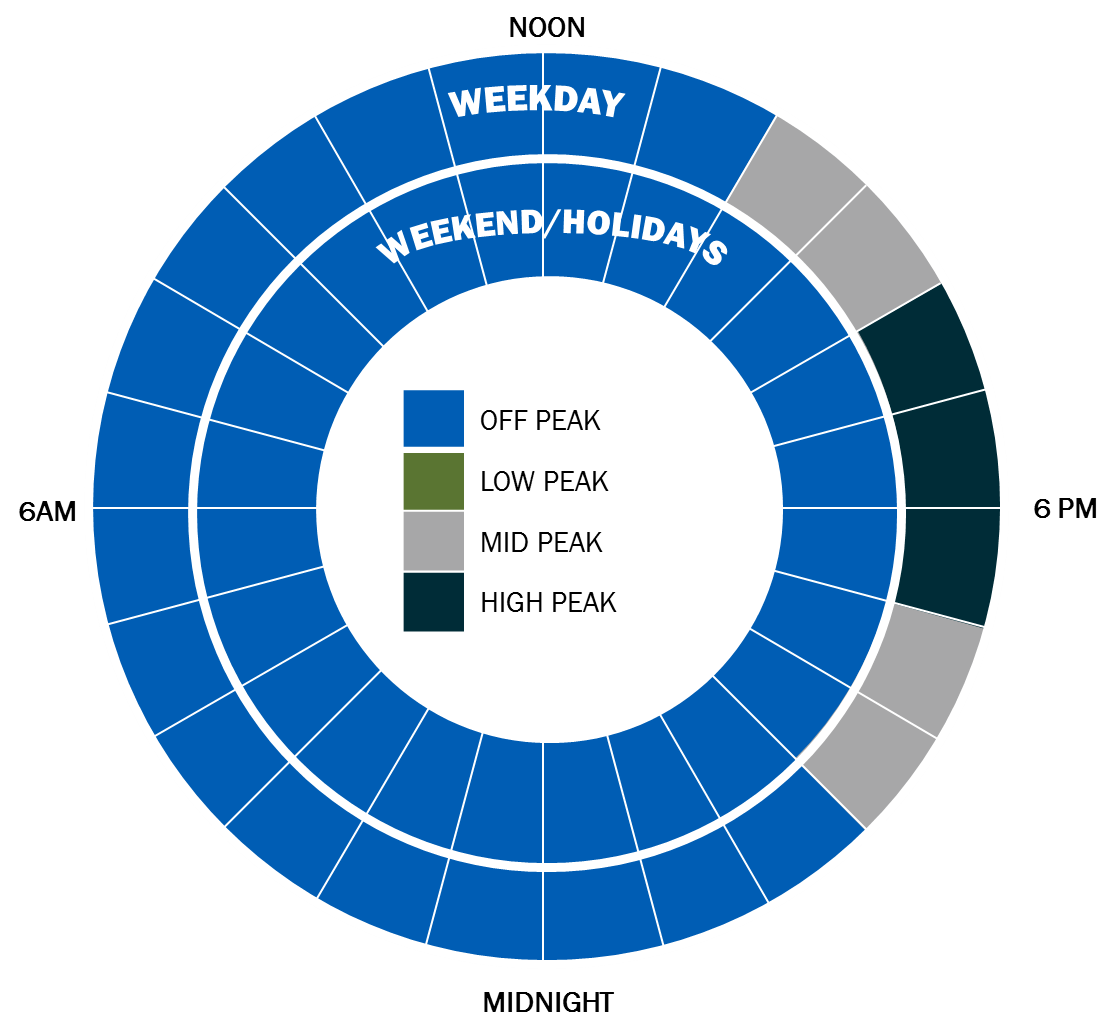 NOON
WEEKDAY
WEEKEND/HOLIDAYS
OFF PEAK
LOW PEAK
6AM
6 PM
MID PEAK
HIGH PEAK
MIDNIGHT